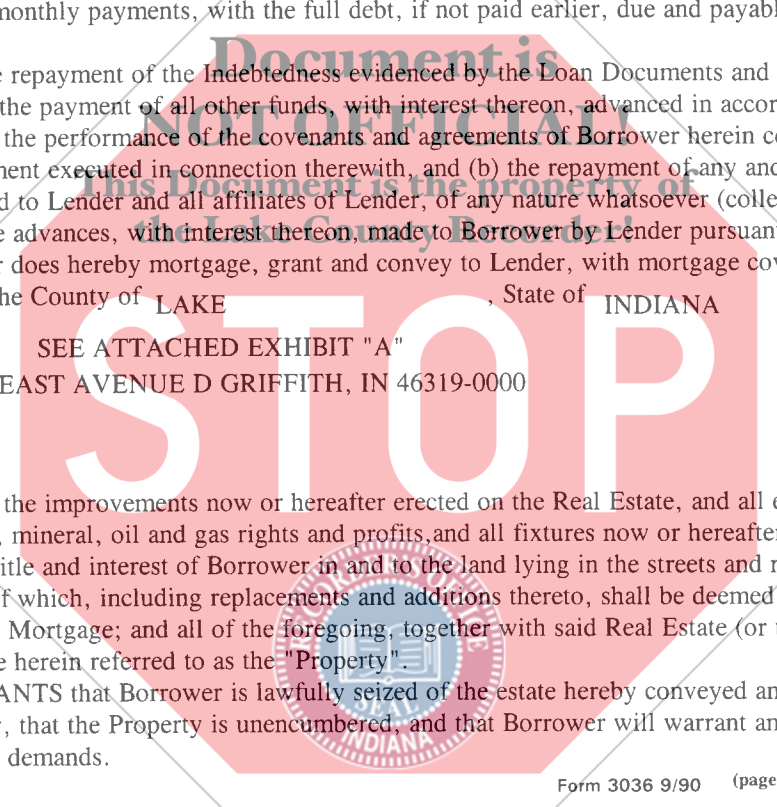 monthly payments, with the full debt, if not paid earlier, due and payabl
Document is
e repayment of the Indebtedness evidenced by the Loan Documents and
the payment of all other funds, with interest thereon, advanced in accor
NOT OFFICIAL!
the performance of the covenants and agreements of Borrower herein co
nent executed in connection therewith, and (b) the repayment of any and
This Document is the property of
d to Lender and all affiliates of Lender, of any nature whatsoever (colle
the Lake County Recorder!
e advances, with interest thereon, made to Borrower by Lender pursuant
r does hereby mortgage, grant and convey to Lender, with mortgage cov
he County of LAKE , State of INDIANA
STOP
SEE ATTACHED EXHIBIT "A"
EAST AVENUE D GRIFFITH, IN 46319-0000
the improvements now or hereafter erected on the Real Estate, and all e
, mineral, oil and gas rights and profits,and all fixtures now or hereafter
itle and interest of Borrower in and to the land lying in the streets and r
f which, including replacements and additions thereto, shall be deemed
Mortgage; and all of the foregoing, together with said Real Estate (or
e herein referred to as the "Property".
SEAL
ANTS that Borrower is lawfully seized of the estate hereby conveyed an
, that the Property is unencumbered, and that Borrower will warrant an
INDIANA
demands.
Form 3036 9/90 (page